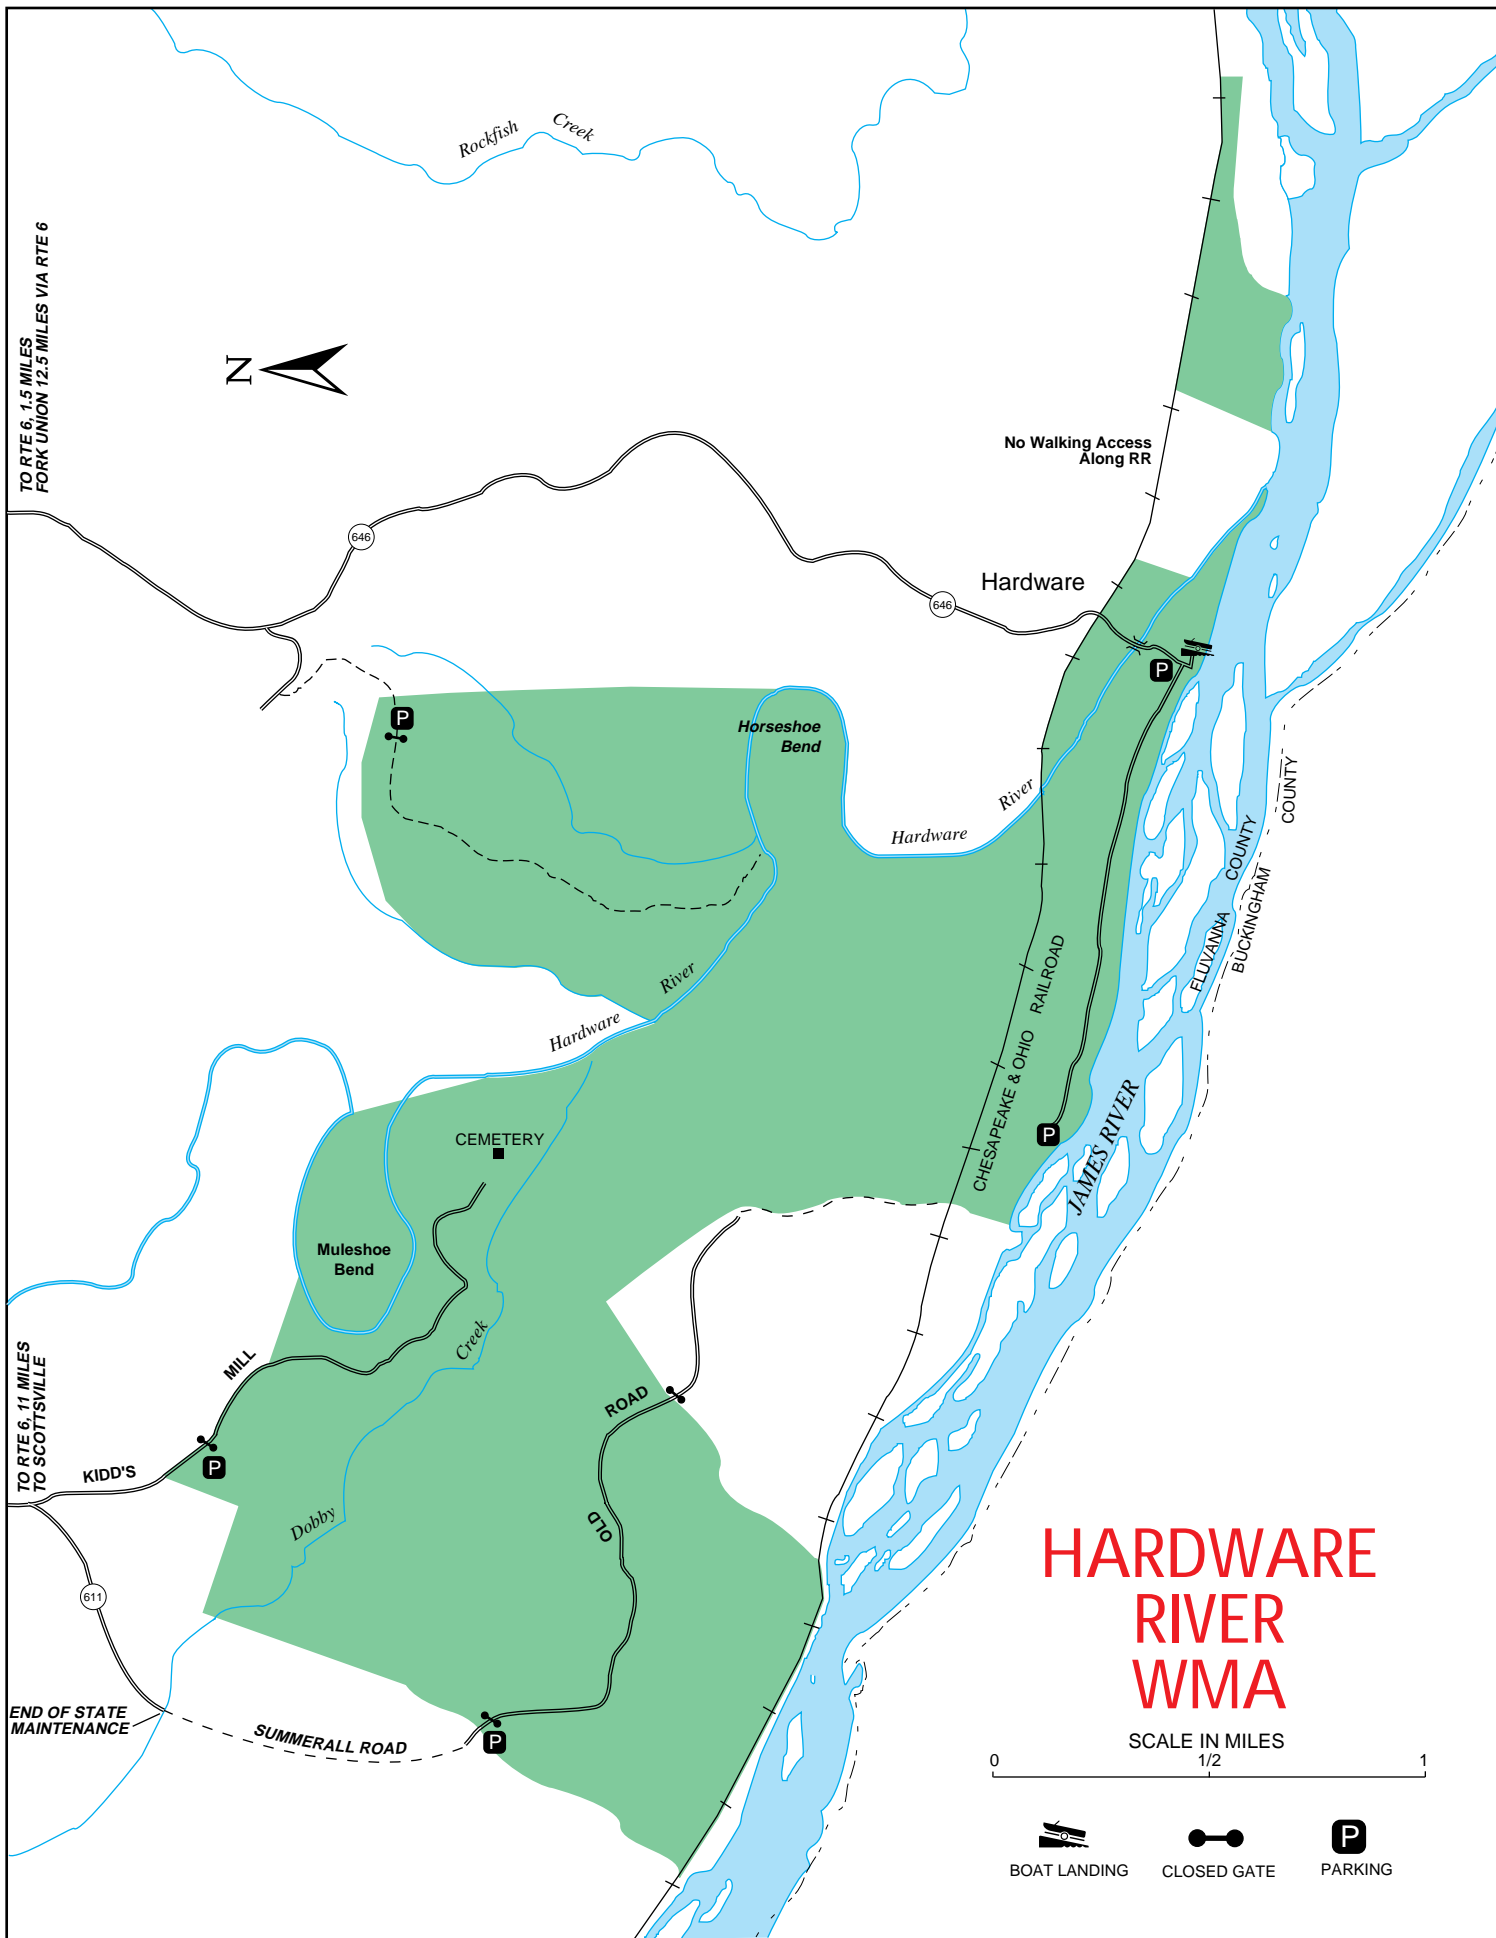 Rockfish Creek
TO RTE 6, 1.5 MILES
FORK UNION 12.5 MILES VIA RTE 6
N
No Walking Access
Along RR
646
646
Hardware
P
P
Horseshoe
Bend
Hardware River
COUNTY
FLUVANNA COUNTY
BUCKINGHAM
Hardware River
CHESAPEAKE & OHIO RAILROAD
P
JAMES RIVER
CEMETERY
Muleshoe
Bend
TO RTE 6, 11 MILES
TO SCOTTSVILLE
KIDD'S MILL
P
Dobby Creek
OLD ROAD
611
END OF STATE
MAINTENANCE
SUMMERALL ROAD
P
HARDWARE
RIVER
WMA
SCALE IN MILES
0 1/2 1
P
BOAT LANDING CLOSED GATE PARKING